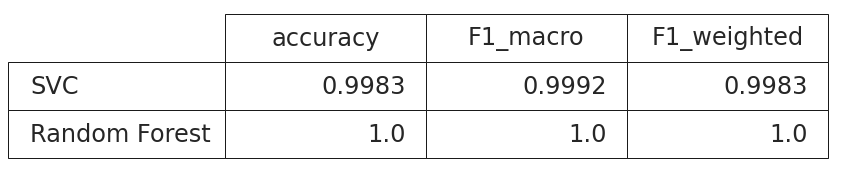 accuracy F1_macro F1_weighted
SVC 0.9983 0.9992 0.9983
Random Forest 1.0 1.0 1.0